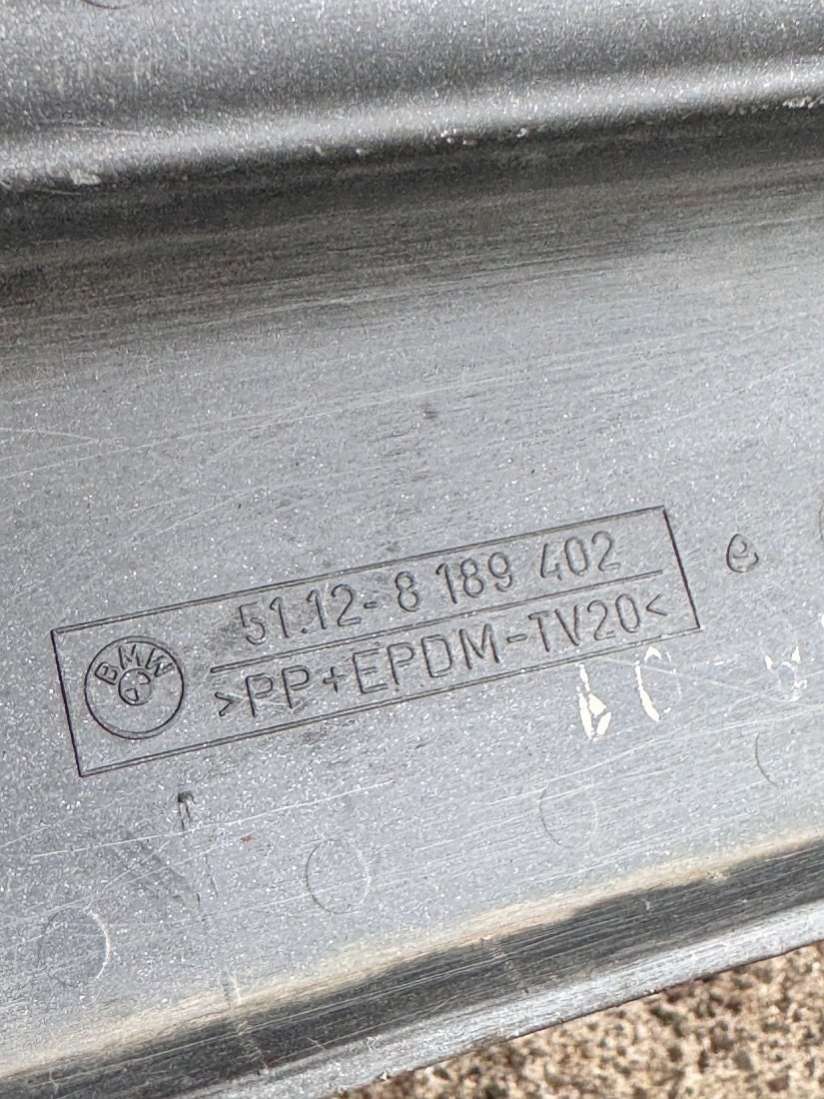 51.12-8 189 402
BMW
>PP+EPDM-TV20<
e